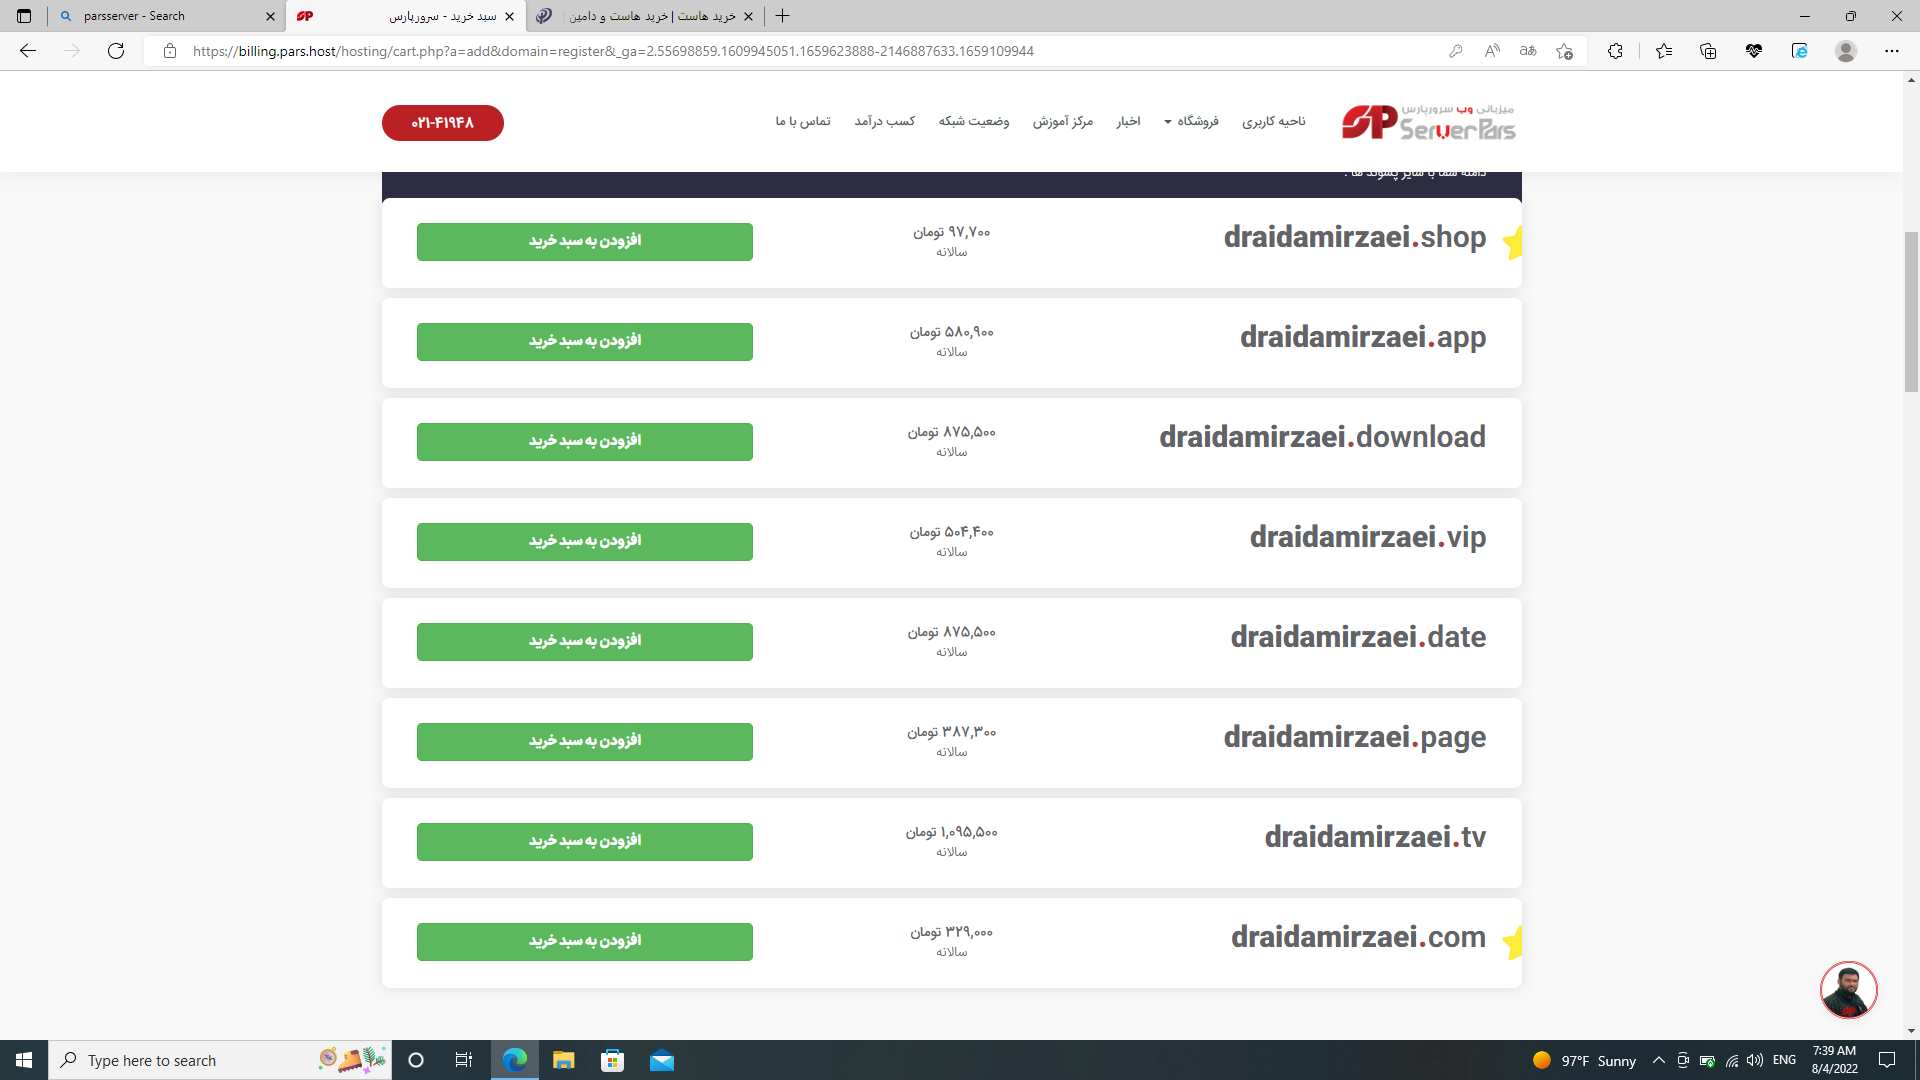 parsserver - Search
سبد خرید - سرورپارس
خرید هاست | خرید هاست و دامین
https://billing.pars.host/hosting/cart.php?a=add&domain=register&_ga=2.55698859.1609945051.1659623888-2146887633.1659109944
میزبانی وب سرورپارس
Server Pars
ناحیه کاربری
فروشگاه
اخبار
مرکز آموزش
وضعیت شبکه
کسب درآمد
تماس با ما
۰۲۱-۴۱۹۴۸
دامنه شما با سایر پسوند ها :
draidamirzaei.shop
۹۷,۷۰۰ تومان
سالانه
افزودن به سبد خرید
draidamirzaei.app
۵۸۰,۹۰۰ تومان
سالانه
افزودن به سبد خرید
draidamirzaei.download
۸۷۵,۵۰۰ تومان
سالانه
افزودن به سبد خرید
draidamirzaei.vip
۵۰۴,۴۰۰ تومان
سالانه
افزودن به سبد خرید
draidamirzaei.date
۸۷۵,۵۰۰ تومان
سالانه
افزودن به سبد خرید
draidamirzaei.page
۳۸۷,۳۰۰ تومان
سالانه
افزودن به سبد خرید
draidamirzaei.tv
۱,۰۹۵,۵۰۰ تومان
سالانه
افزودن به سبد خرید
draidamirzaei.com
۳۲۹,۰۰۰ تومان
سالانه
افزودن به سبد خرید
Type here to search
97°F Sunny
ENG
7:39 AM
8/4/2022